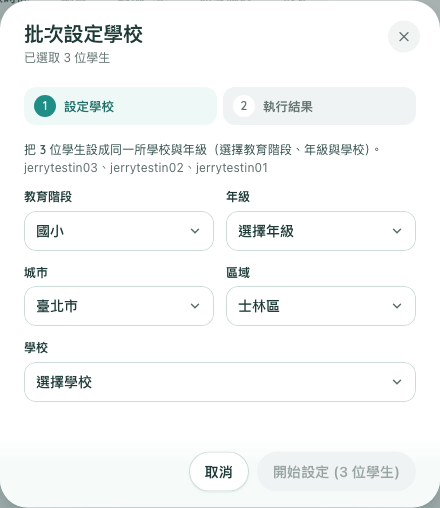 批次設定學校
已選取 3 位學生
1 設定學校
2 執行結果
把 3 位學生設成同一所學校與年級（選擇教育階段、年級與學校）。
jerrytestin03、jerrytestin02、jerrytestin01
教育階段
年級
國小
選擇年級
城市
區域
臺北市
士林區
學校
選擇學校
取消
開始設定 (3 位學生)